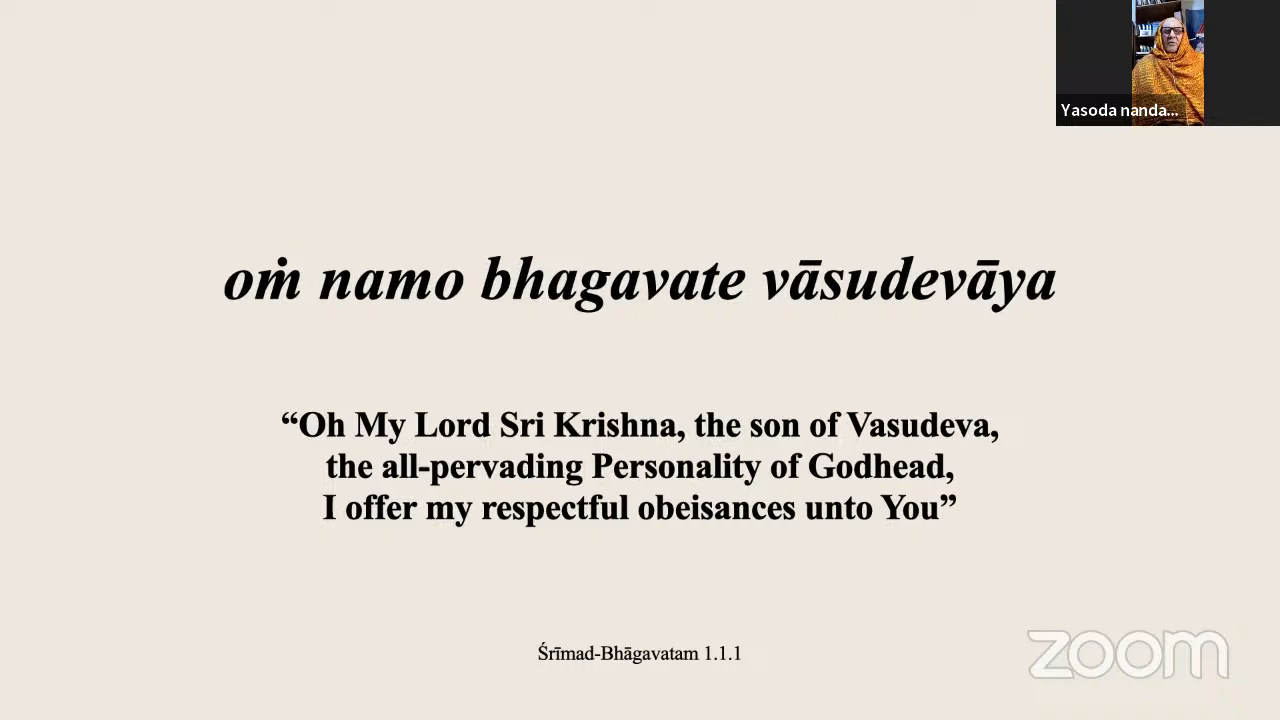 Yasoda nanda...
oṁ namo bhagavate vāsudevāya
“Oh My Lord Sri Krishna, the son of Vasudeva,
the all-pervading Personality of Godhead,
I offer my respectful obeisances unto You”
Śrīmad-Bhāgavatam 1.1.1
zoom